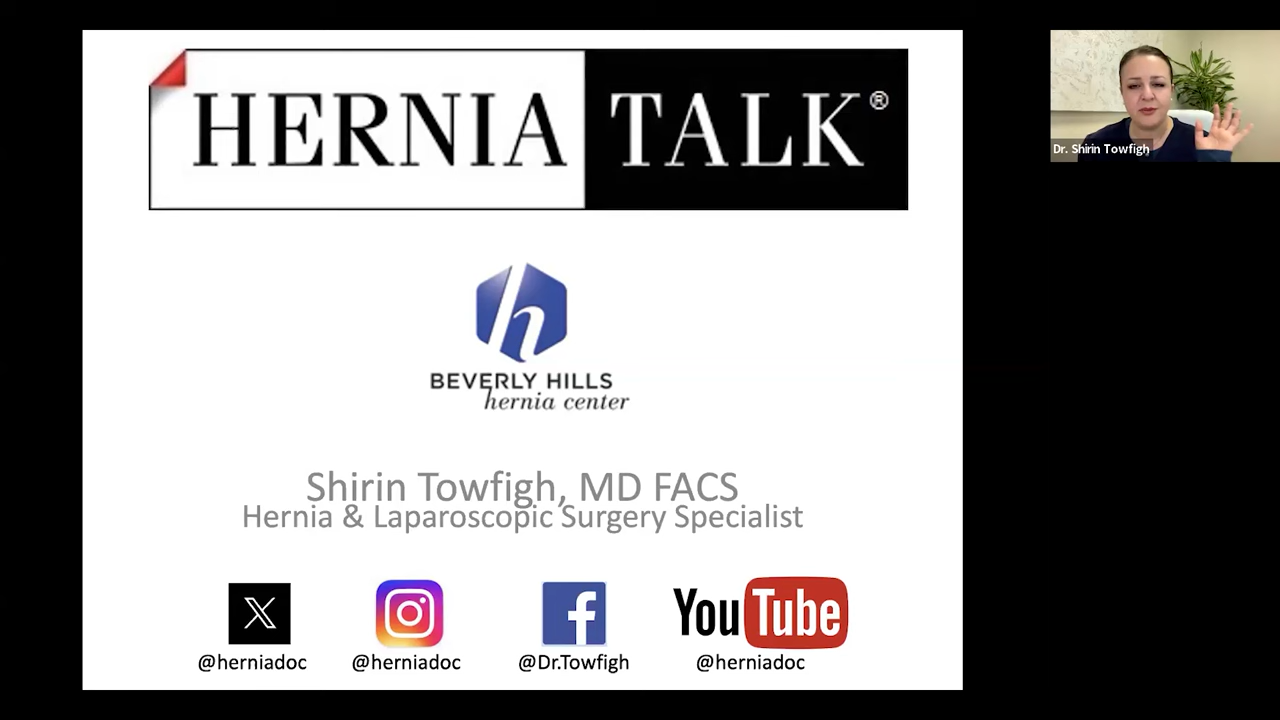 HERNIA TALK®
Dr. Shirin Towfigh
h
BEVERLY HILLS
hernia center
Shirin Towfigh, MD FACS
Hernia & Laparoscopic Surgery Specialist
X f YouTube
@herniadoc @herniadoc @Dr.Towfigh @herniadoc